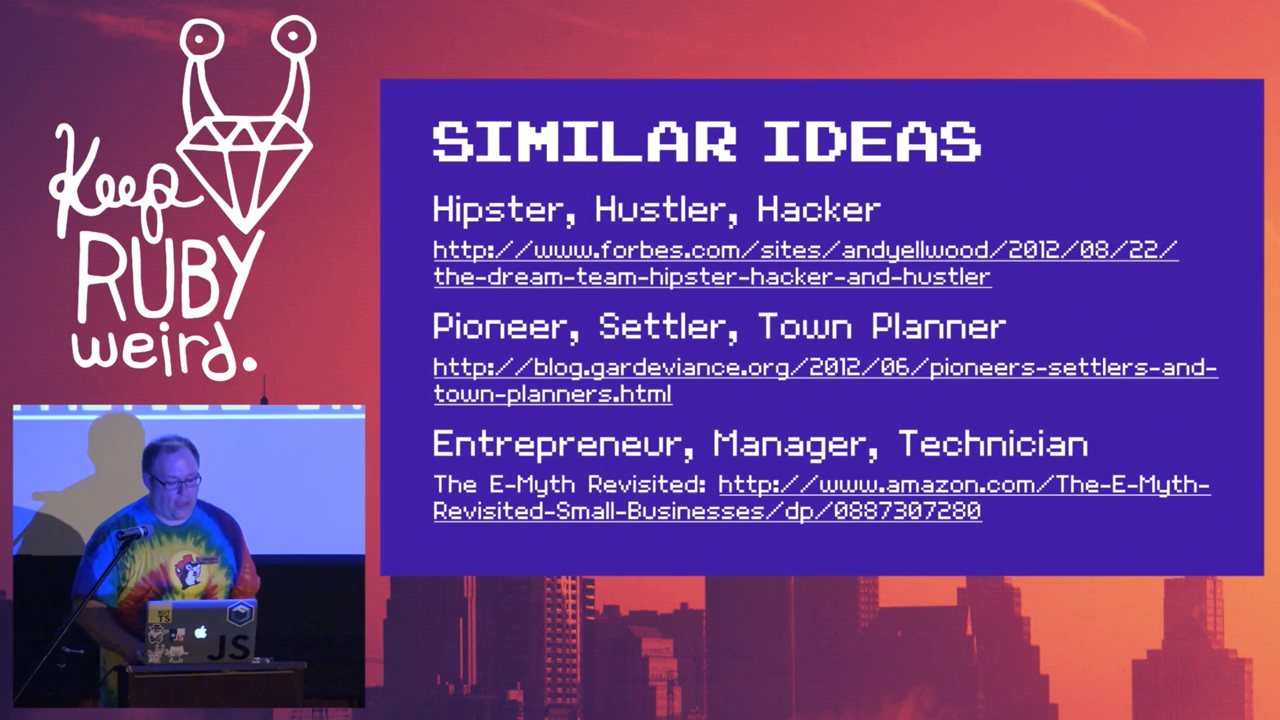 Keep
RUBY
weird.
SIMILAR IDEAS
Hipster, Hustler, Hacker
http://www.forbes.com/sites/andyellwood/2012/08/22/
the-dream-team-hipster-hacker-and-hustler
Pioneer, Settler, Town Planner
http://blog.gardeviance.org/2012/06/pioneers-settlers-and-
town-planners.html
Entrepreneur, Manager, Technician
The E-Myth Revisited: http://www.amazon.com/The-E-Myth-
Revisited-Small-Businesses/dp/0887307280
JS